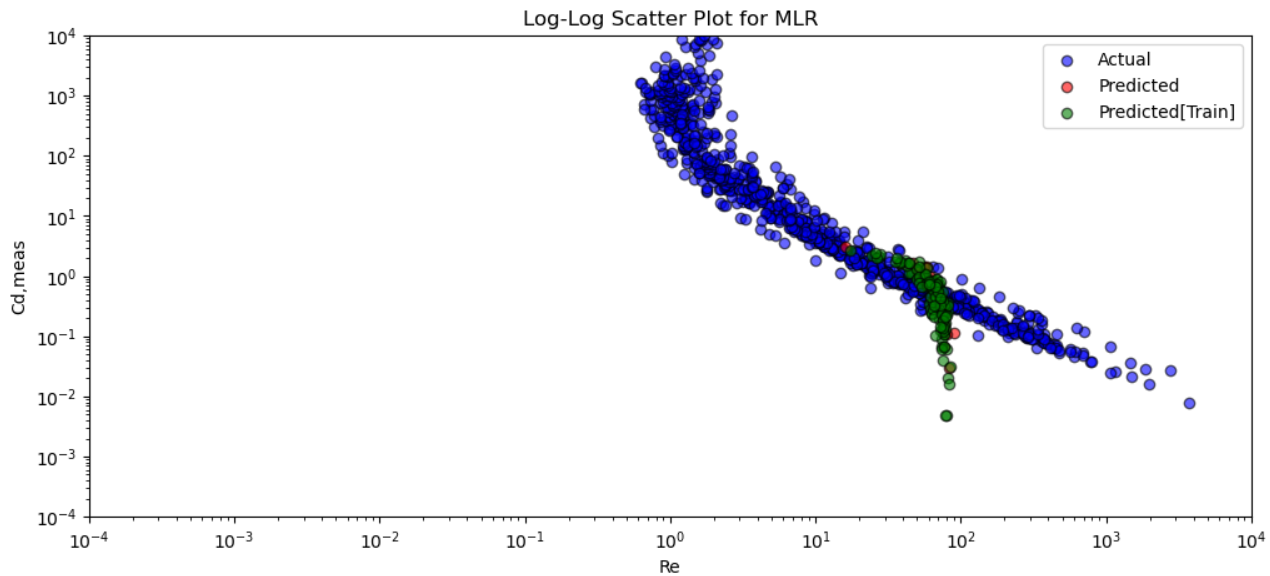 Log-Log Scatter Plot for MLR
Actual
Predicted
Predicted[Train]
Cd,meas
10^4
10^3
10^2
10^1
10^0
10^-1
10^-2
10^-3
10^-4
10^-4 10^-3 10^-2 10^-1 10^0 10^1 10^2 10^3 10^4
Re